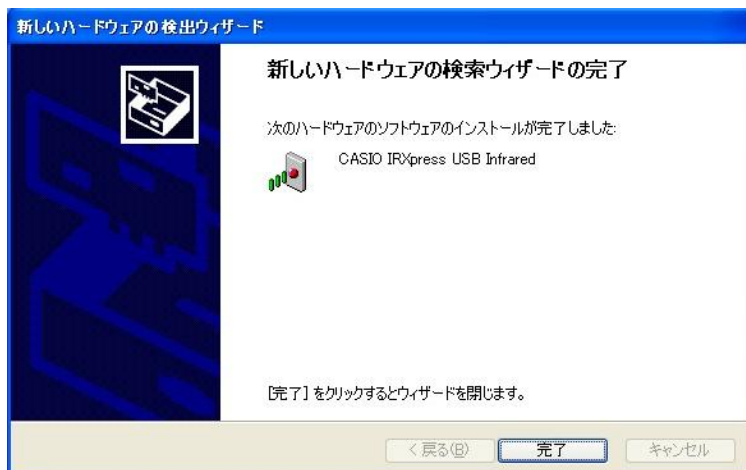 新しいハードウェアの検出ウィザード
新しいハードウェアの検索ウィザードの完了
次のハードウェアのソフトウェアのインストールが完了しました:
CASIO IRXpress USB Infrared
[完了] をクリックするとウィザードを閉じます。
< 戻る(B)
完了
キャンセル